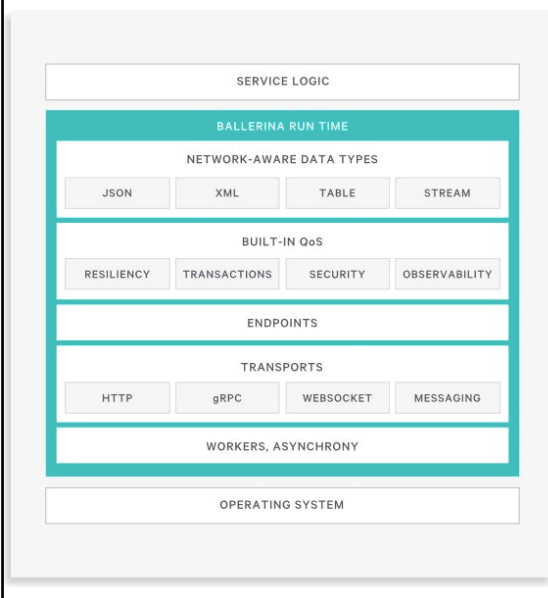 SERVICE LOGIC
BALLERINA RUN TIME
NETWORK-AWARE DATA TYPES
JSON XML TABLE STREAM
BUILT-IN QoS
RESILIENCY TRANSACTIONS SECURITY OBSERVABILITY
ENDPOINTS
TRANSPORTS
HTTP gRPC WEBSOCKET MESSAGING
WORKERS, ASYNCHRONY
OPERATING SYSTEM